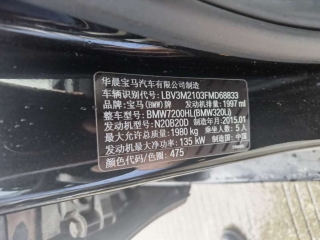 华晨宝马汽车有限公司制造
车辆识别代号: LBV3M2103FMD68833
品牌: 宝马(BMW)牌 发动机排量: 1997 ml
整车型号: BMW7200HL(BMW320Li)
发动机型号: N20B20D 制造年月: 2015.01
最大允许总质量: 1980 kg 乘坐人数: 5 人
发动机最大净功率: 135 kW 制造国: 中国
颜色代码/色圈: 475